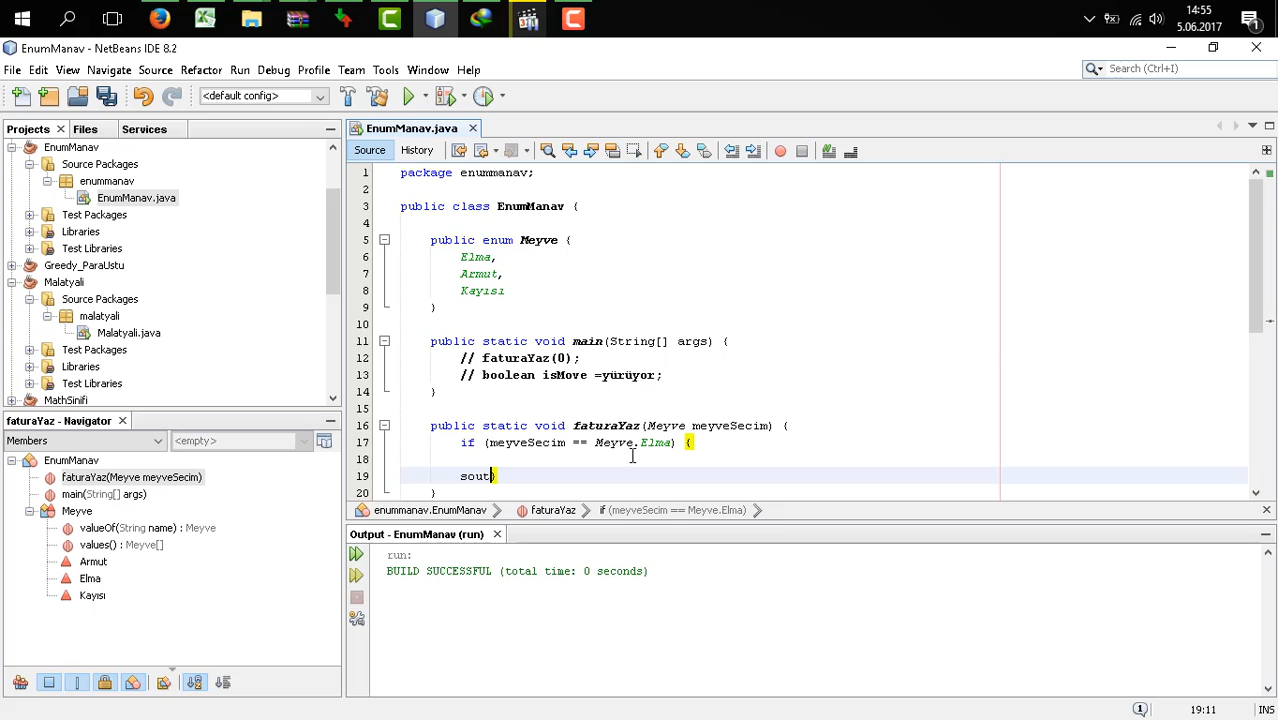 14:55
5.06.2017
1
EnumManav - NetBeans IDE 8.2
File Edit View Navigate Source Refactor Run Debug Profile Team Tools Window Help
Search (Ctrl+I)
<default config>
Projects Files Services
EnumManav
Source Packages
enummanav
EnumManav.java
Test Packages
Libraries
Test Libraries
Greedy_ParaUstu
Malatyali
Source Packages
malatyali
Malatyali.java
Test Packages
Libraries
Test Libraries
MathSinifi
faturaYaz - Navigator
Members <empty>
EnumManav
faturaYaz(Meyve meyveSecim)
main(String[] args)
Meyve
valueOf(String name) : Meyve
values() : Meyve[]
Armut
Elma
Kayısı
EnumManav.java
Source History
1 package enummanav;
2
3 public class EnumManav {
4
5 public enum Meyve {
6 Elma,
7 Armut,
8 Kayısı
9 }
10
11 public static void main(String[] args) {
12 // faturaYaz(0);
13 // boolean isMove =yürüyor;
14 }
15
16 public static void faturaYaz(Meyve meyveSecim) {
17 if (meyveSecim == Meyve.Elma) {
18
19 sout}
20 }
enummanav.EnumManav faturaYaz if (meyveSecim == Meyve.Elma)
Output - EnumManav (run)
run:
BUILD SUCCESSFUL (total time: 0 seconds)
1 19:11 INS